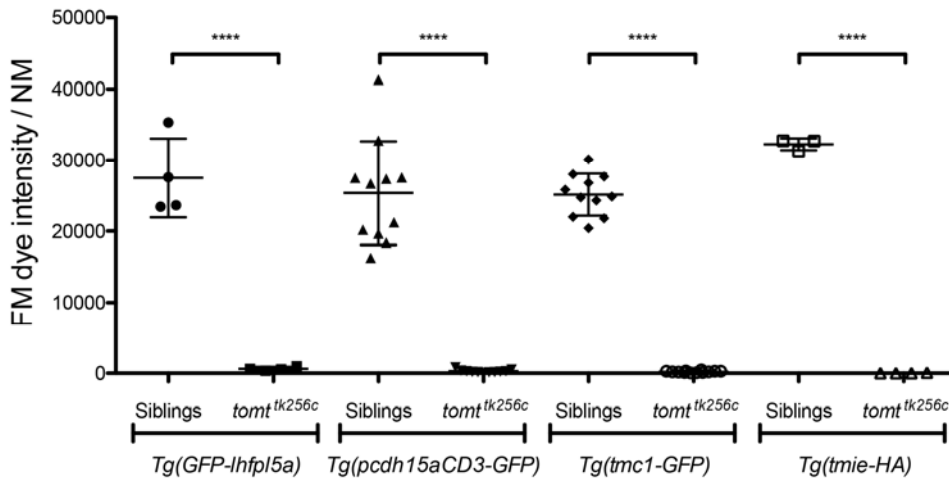 50000
40000
30000
20000
10000
0
FM dye intensity / NM
**** **** **** ****
Siblings tomt tk256c Siblings tomt tk256c Siblings tomt tk256c Siblings tomt tk256c
Tg(GFP-lhfpl5a) Tg(pcdh15aCD3-GFP) Tg(tmc1-GFP) Tg(tmie-HA)